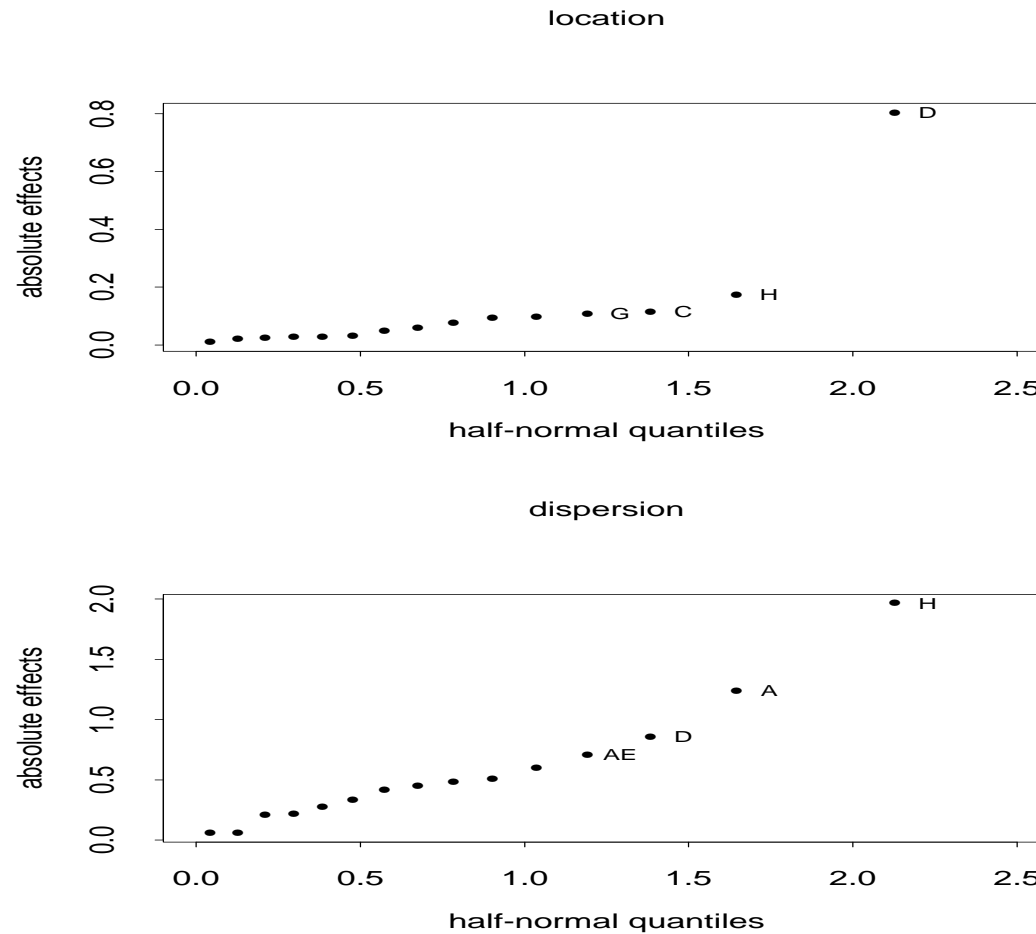 location
absolute effects
0.8
0.6
0.4
0.2
0.0
D
H
C
G
0.0 0.5 1.0 1.5 2.0 2.5
half-normal quantiles
dispersion
absolute effects
2.0
1.5
1.0
0.5
0.0
H
A
D
AE
0.0 0.5 1.0 1.5 2.0 2.5
half-normal quantiles